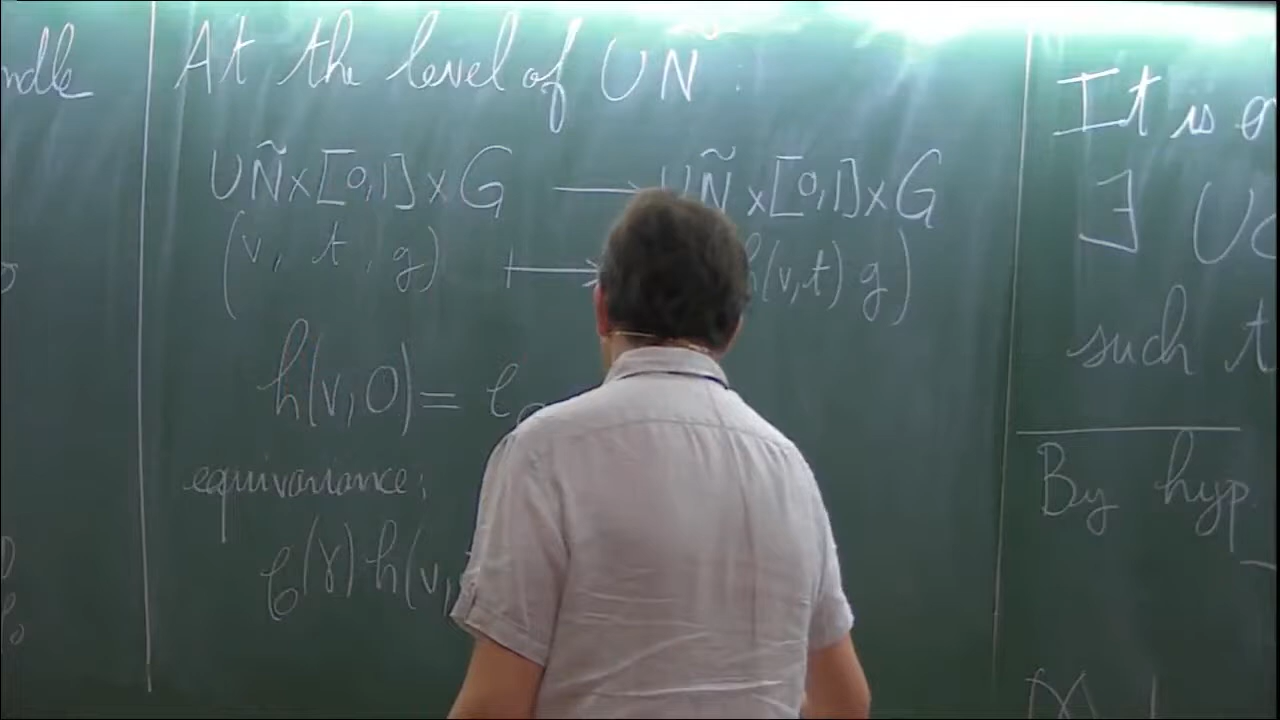 ndle
At the level of UÑ :
UÑ×[0,1]×G ⟶ UÑ×[0,1]×G
(v, t, g) ⟼ h(v,t) g)
h(v,0) = e
equivariance:
ϱ(γ) h(v,
It is
∃ U
such t
By hyp.